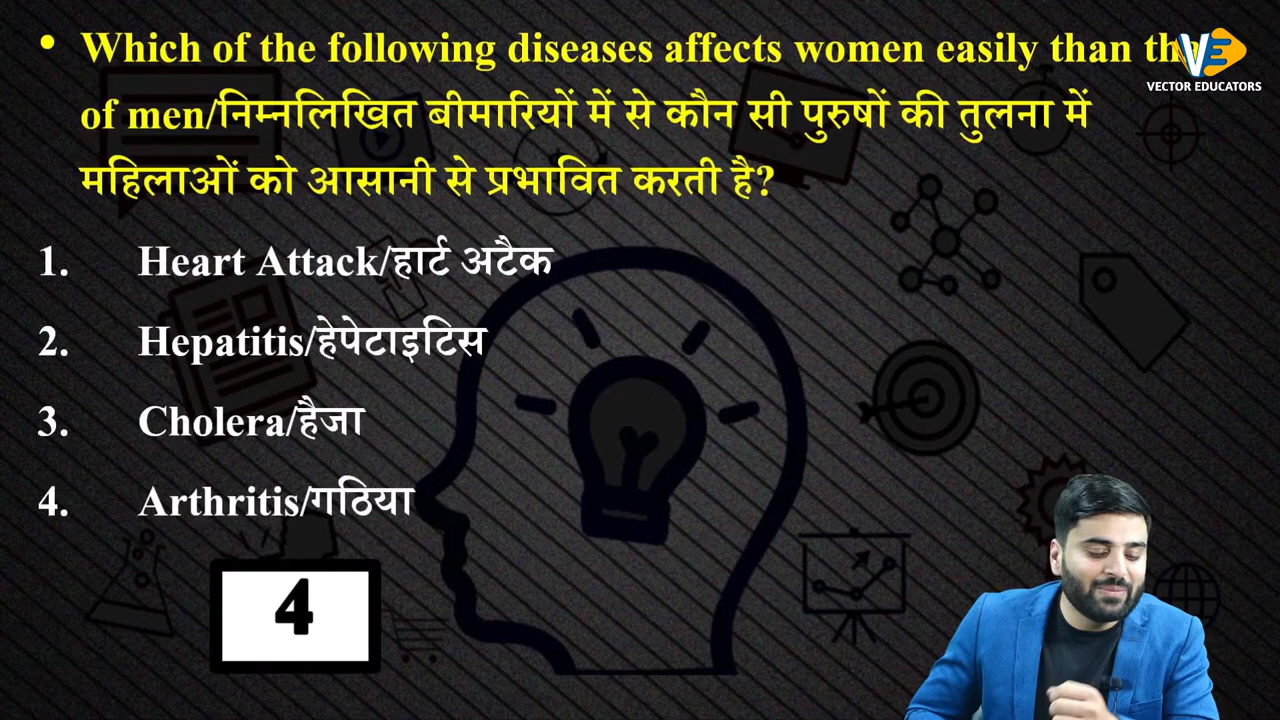 • Which of the following diseases affects women easily than
of men/निम्नलिखित बीमारियों में से कौन सी पुरुषों की तुलना में
महिलाओं को आसानी से प्रभावित करती है?
VE
VECTOR EDUCATORS
1. Heart Attack/हार्ट अटैक
2. Hepatitis/हेपेटाइटिस
3. Cholera/हैजा
4. Arthritis/गठिया
4